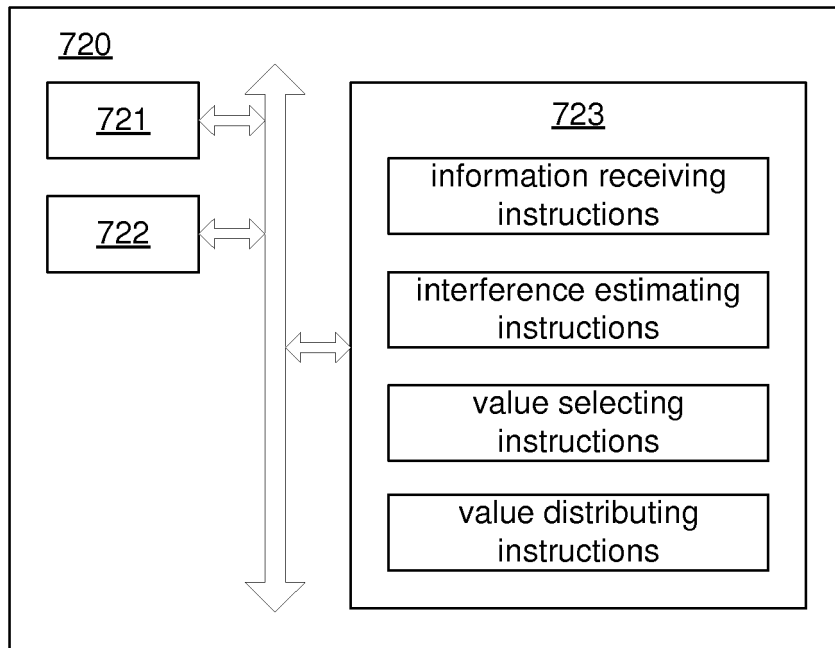 720
721
722
723
information receiving
instructions
interference estimating
instructions
value selecting
instructions
value distributing
instructions